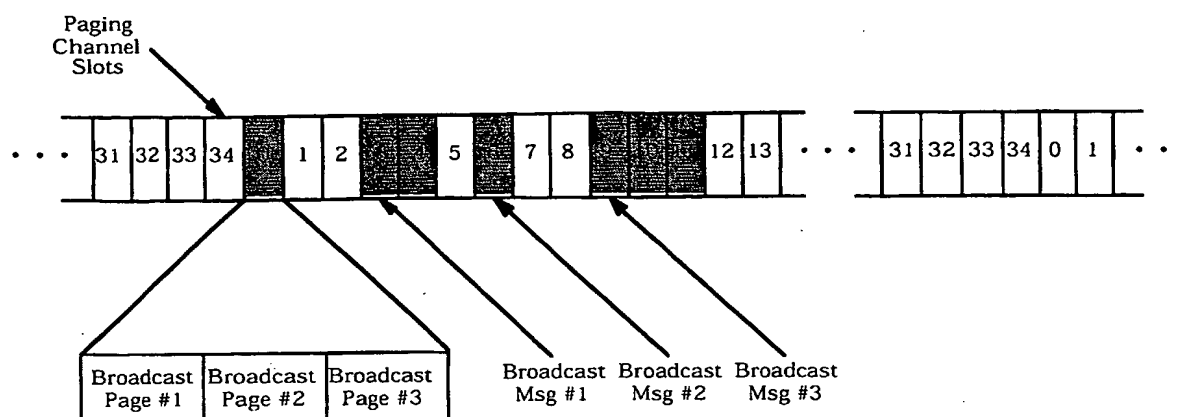 Paging
Channel
Slots
• • • 31 32 33 34 1 2 5 7 8 12 13 • • • 31 32 33 34 0 1 • •
Broadcast Page #1
Broadcast Page #2
Broadcast Page #3
Broadcast Msg #1
Broadcast Msg #2
Broadcast Msg #3